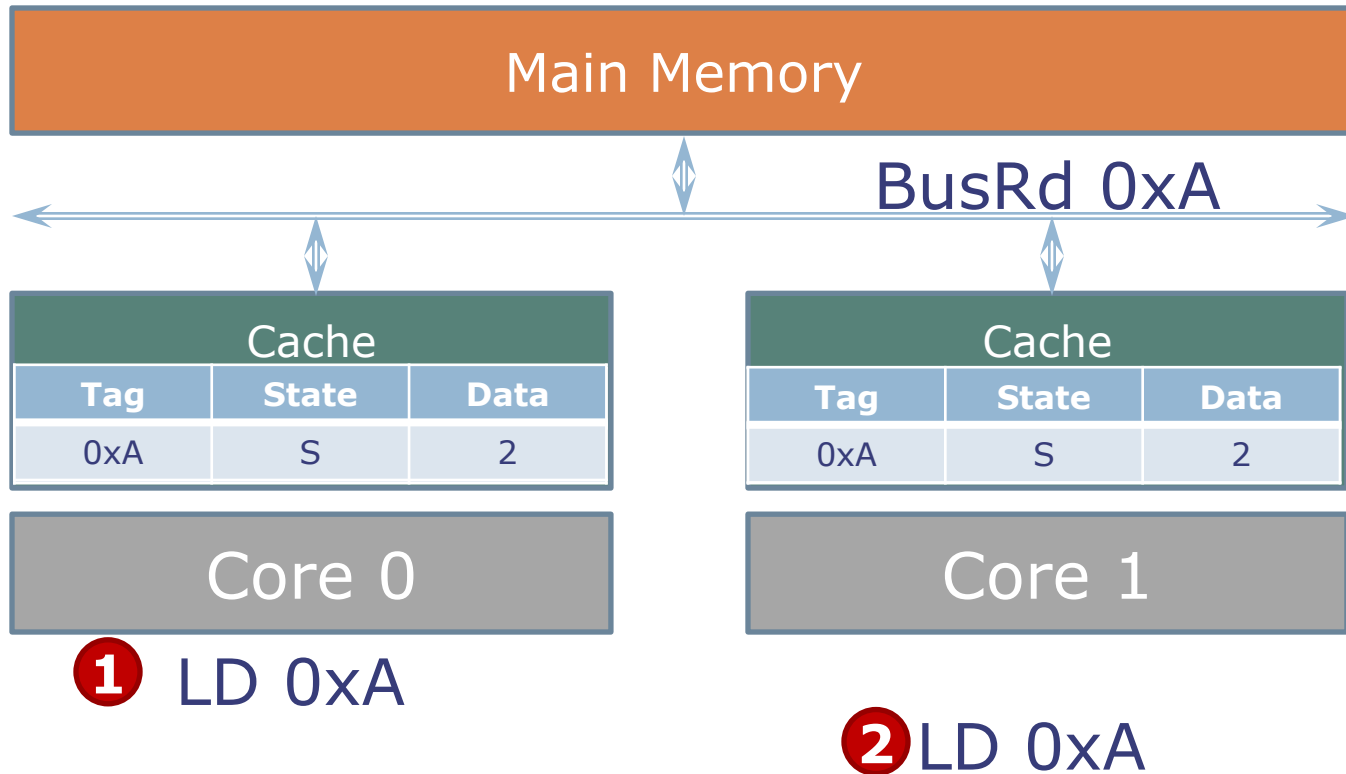 Main Memory
BusRd 0xA
Cache
Tag State Data
0xA S 2
Cache
Tag State Data
0xA S 2
Core 0
Core 1
1 LD 0xA
2 LD 0xA